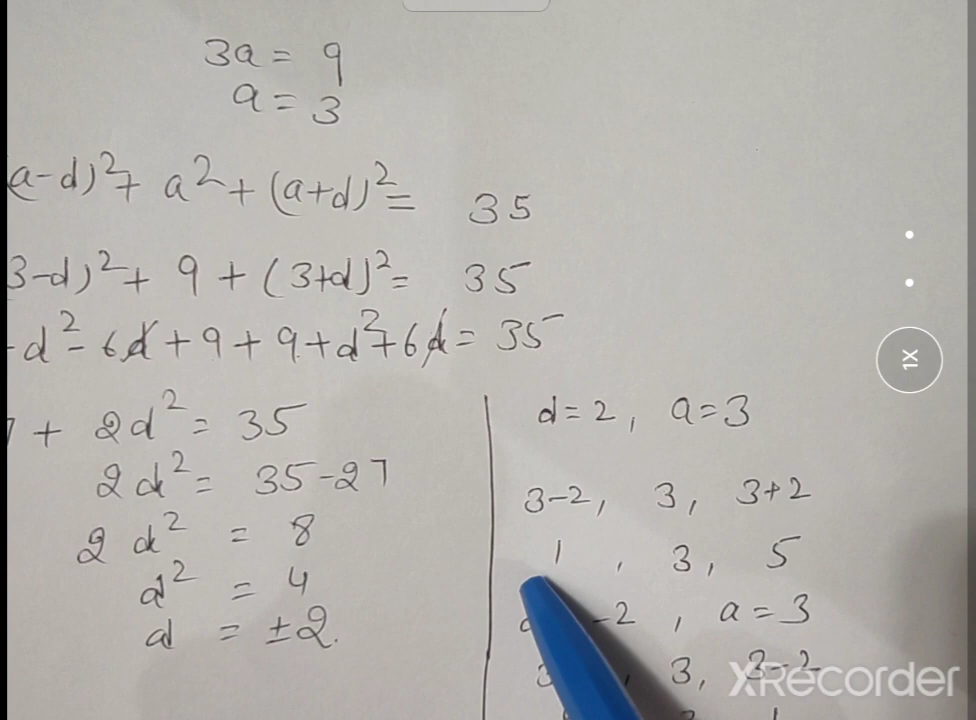 3a = 9
a = 3
(a-d)² + a² + (a+d)² = 35
3-d)² + 9 + (3+d)² = 35
-d² - 6d + 9 + 9 + d² + 6d = 35
+ 2d² = 35
2d² = 35-27
2d² = 8
d² = 4
d = ±2.
d=2, a=3
3-2, 3, 3+2
1, 3, 5
-2, a=3
3, 3-2
1X
XRecorder